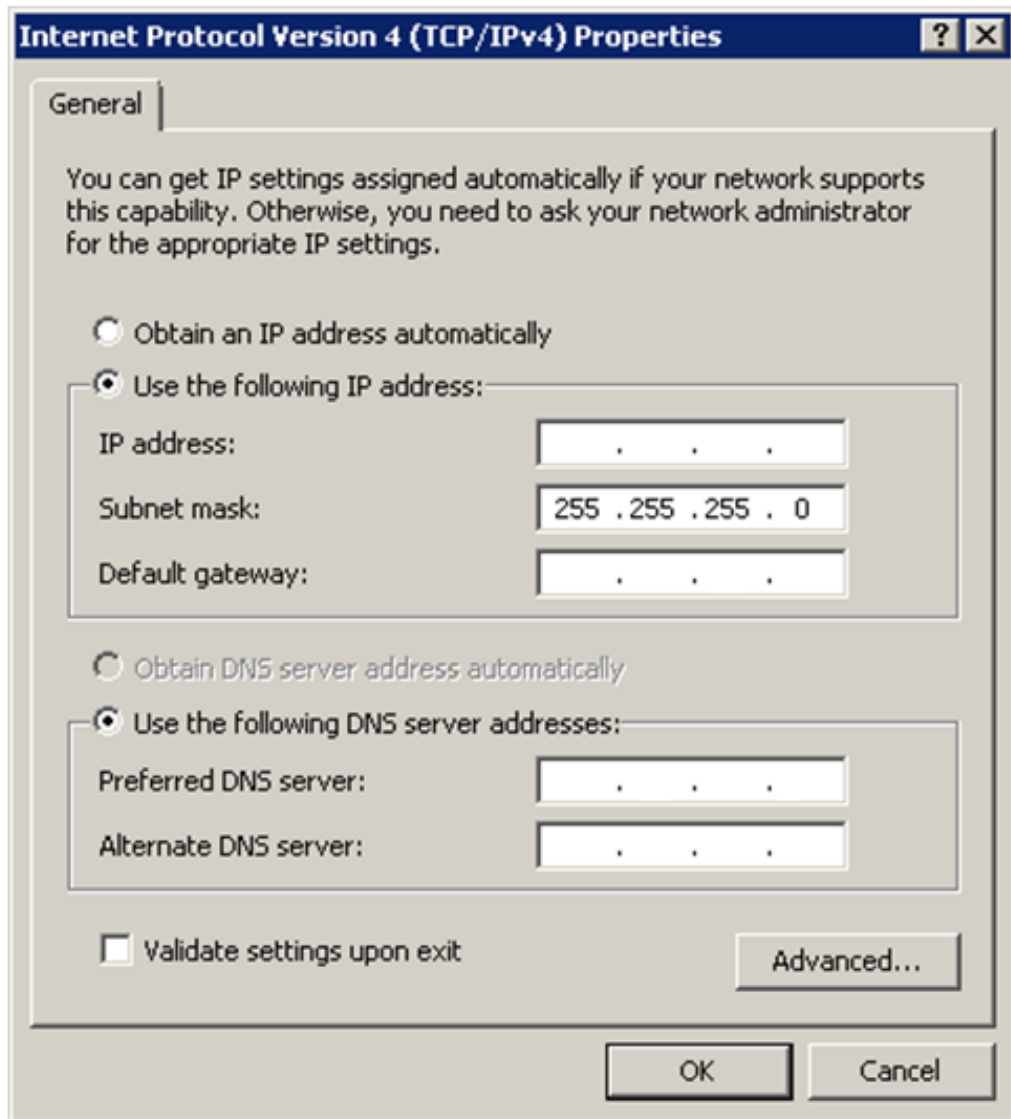 Internet Protocol Version 4 (TCP/IPv4) Properties
General
You can get IP settings assigned automatically if your network supports
this capability. Otherwise, you need to ask your network administrator
for the appropriate IP settings.
Obtain an IP address automatically
Use the following IP address:
IP address: . . .
Subnet mask: 255 . 255 . 255 . 0
Default gateway: . . .
Obtain DNS server address automatically
Use the following DNS server addresses:
Preferred DNS server: . . .
Alternate DNS server: . . .
Validate settings upon exit
Advanced...
OK Cancel